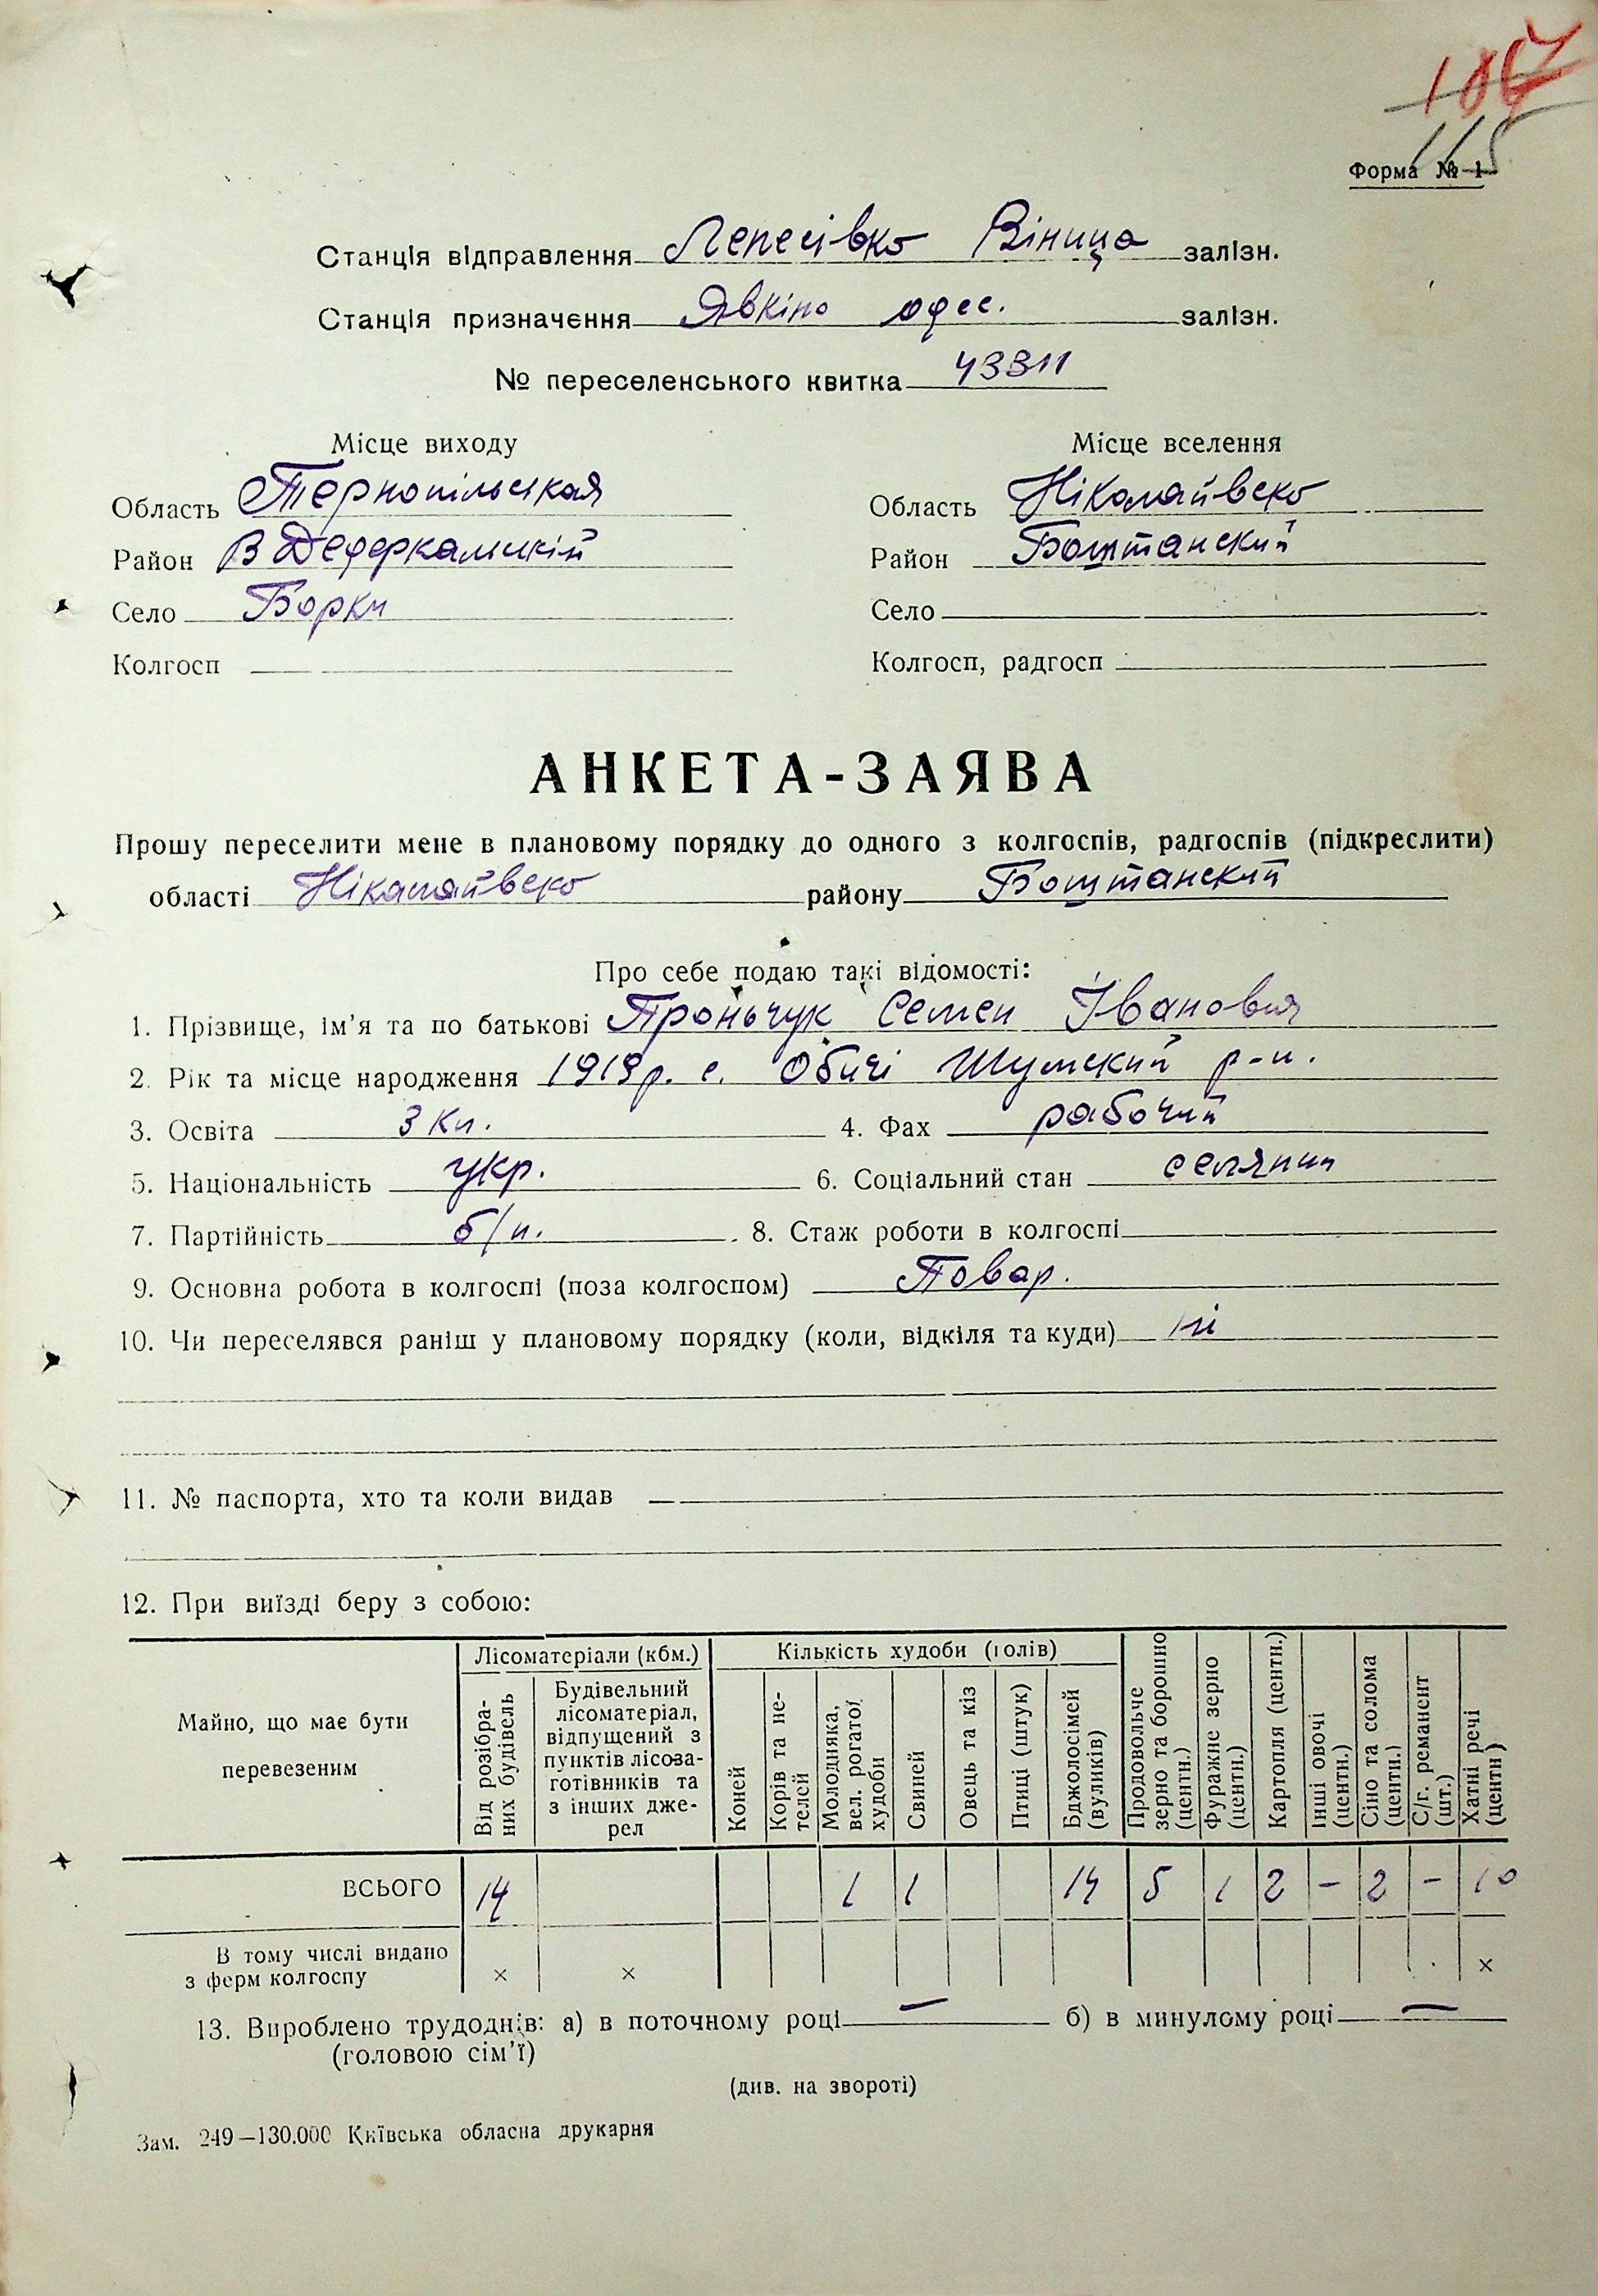 187
115
Форма № 1
Станція відправлення Лепесівко Вініца залізн.
Станція призначення Явкіно одес. залізн.
№ переселенського квитка 43311
Місце виходу
Місце вселення
Область Тернопільская
Область Ніколайвско
Район В Дедеркальскій
Район Боштанский
Село Борки
Село
Колгосп
Колгосп, радгосп
АНКЕТА-ЗАЯВА
Прошу переселити мене в плановому порядку до одного з колгоспів, радгоспів (підкреслити)
області Ніколайвско району Боштанский
Про себе подаю такі відомості:
1. Прізвище, ім'я та по батькові Проньчук Семен Іванович
2. Рік та місце народження 1919 р. с. Обичі Шумский р-н.
3. Освіта 3 кл. 4. Фах рабочий
5. Національність укр. 6. Соціальний стан селянин
7. Партійність б/п. 8. Стаж роботи в колгоспі
9. Основна робота в колгоспі (поза колгоспом) Повар.
10. Чи переселявся раніш у плановому порядку (коли, відкіля та куди) ні
11. № паспорта, хто та коли видав
12. При виїзді беру з собою:
Майно, що має бути перевезеним
Лісоматеріали (кбм.)
Від розібраних будівель
Будівельний лісоматеріал, відпущений з пунктів лісозаготівників та з інших джерел
Кількість худоби (голів)
Коней
Корів та нетелей
Молодняка, вел. рогатої худоби
Свиней
Овець та кіз
Птиці (штук)
Бджолосімей (вуликів)
Продовольче зерно та борошно (центн.)
Фуражне зерно (центн.)
Картопля (центн.)
Інші овочі (центн.)
Сіно та солома (центн.)
С/г. реманент (шт.)
Хатні речі (центн)
ВСЬОГО 14 1 1 14 5 1 2 – 2 – 10
В тому числі видано з ферм колгоспу × × ×
13. Вироблено трудоднів: а) в поточному році — б) в минулому році —
(головою сім'ї)
(див. на звороті)
Зам. 249—130.000 Київська обласна друкарня